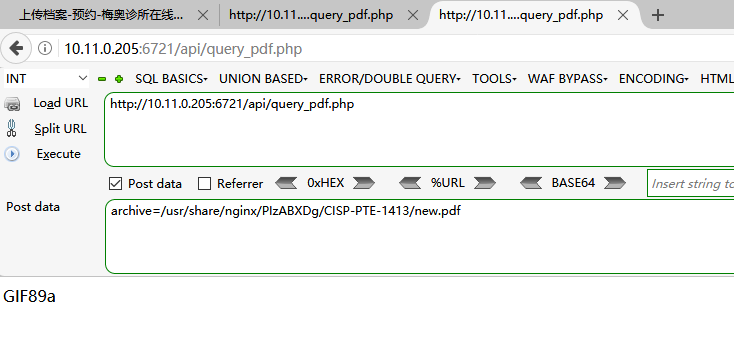 上传档案-预约-梅奥诊所在线...
http://10.11....query_pdf.php
http://10.11....query_pdf.php
10.11.0.205:6721/api/query_pdf.php
INT
SQL BASICS
UNION BASED
ERROR/DOUBLE QUERY
TOOLS
WAF BYPASS
ENCODING
HTML
Load URL
http://10.11.0.205:6721/api/query_pdf.php
Split URL
Execute
Post data
Referrer
0xHEX
%URL
BASE64
Insert string to
Post data
archive=/usr/share/nginx/PIzABXDg/CISP-PTE-1413/new.pdf
GIF89a